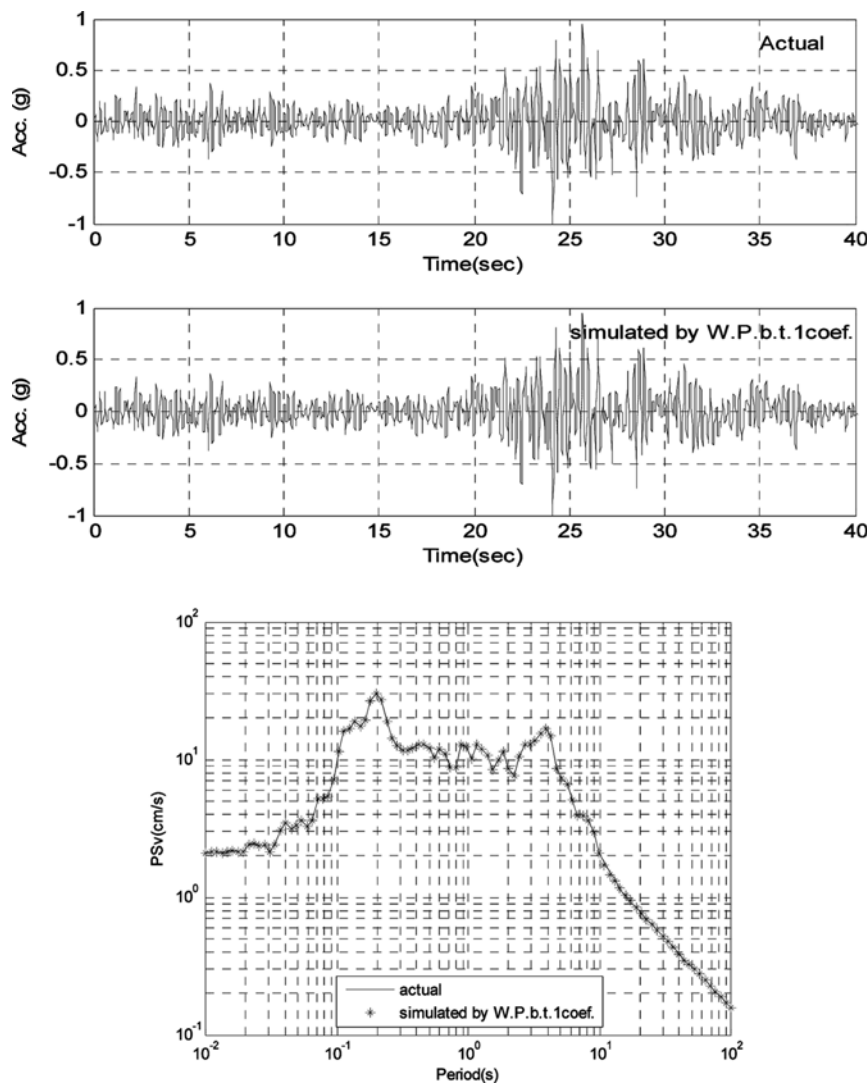 1
Actual
0.5
Acc. (g)
0
-0.5
-1
0 5 10 15 20 25 30 35 40
Time(sec)
1
simulated by W.P.b.t.1coef.
0.5
Acc. (g)
0
-0.5
-1
0 5 10 15 20 25 30 35 40
Time(sec)
10^2
10^1
PSv(cm/s)
10^0
actual
simulated by W.P.b.t.1coef.
10^-1
10^-2 10^-1 10^0 10^1 10^2
Period(s)